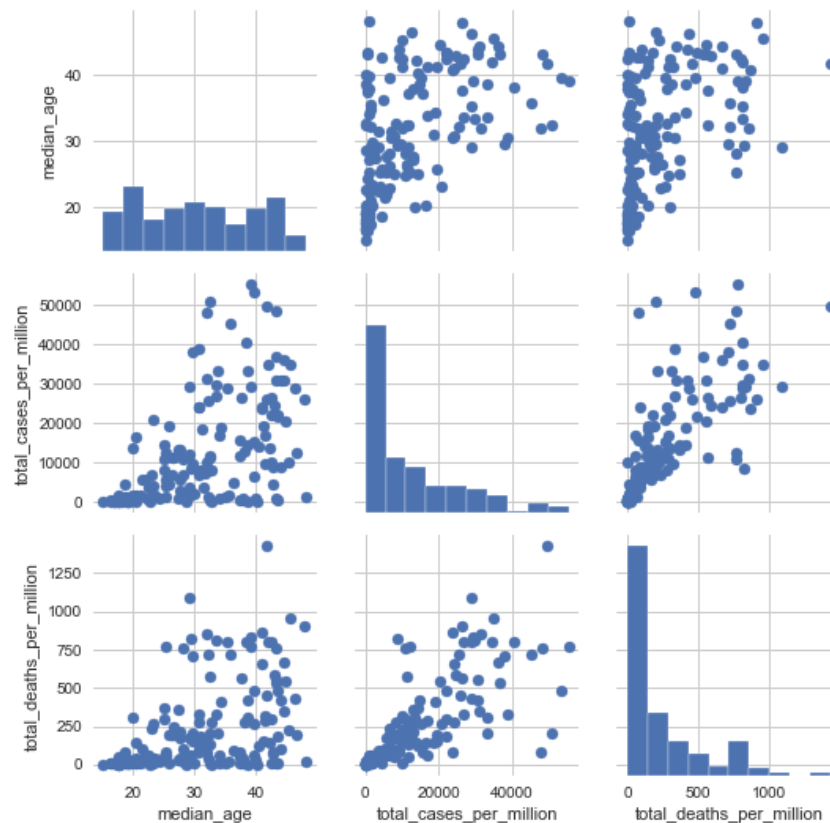 median_age
40
30
20
total_cases_per_million
50000
40000
30000
20000
10000
0
total_deaths_per_million
1250
1000
750
500
250
0
20 40
median_age
0 20000 40000
total_cases_per_million
0 500 1000
total_deaths_per_million